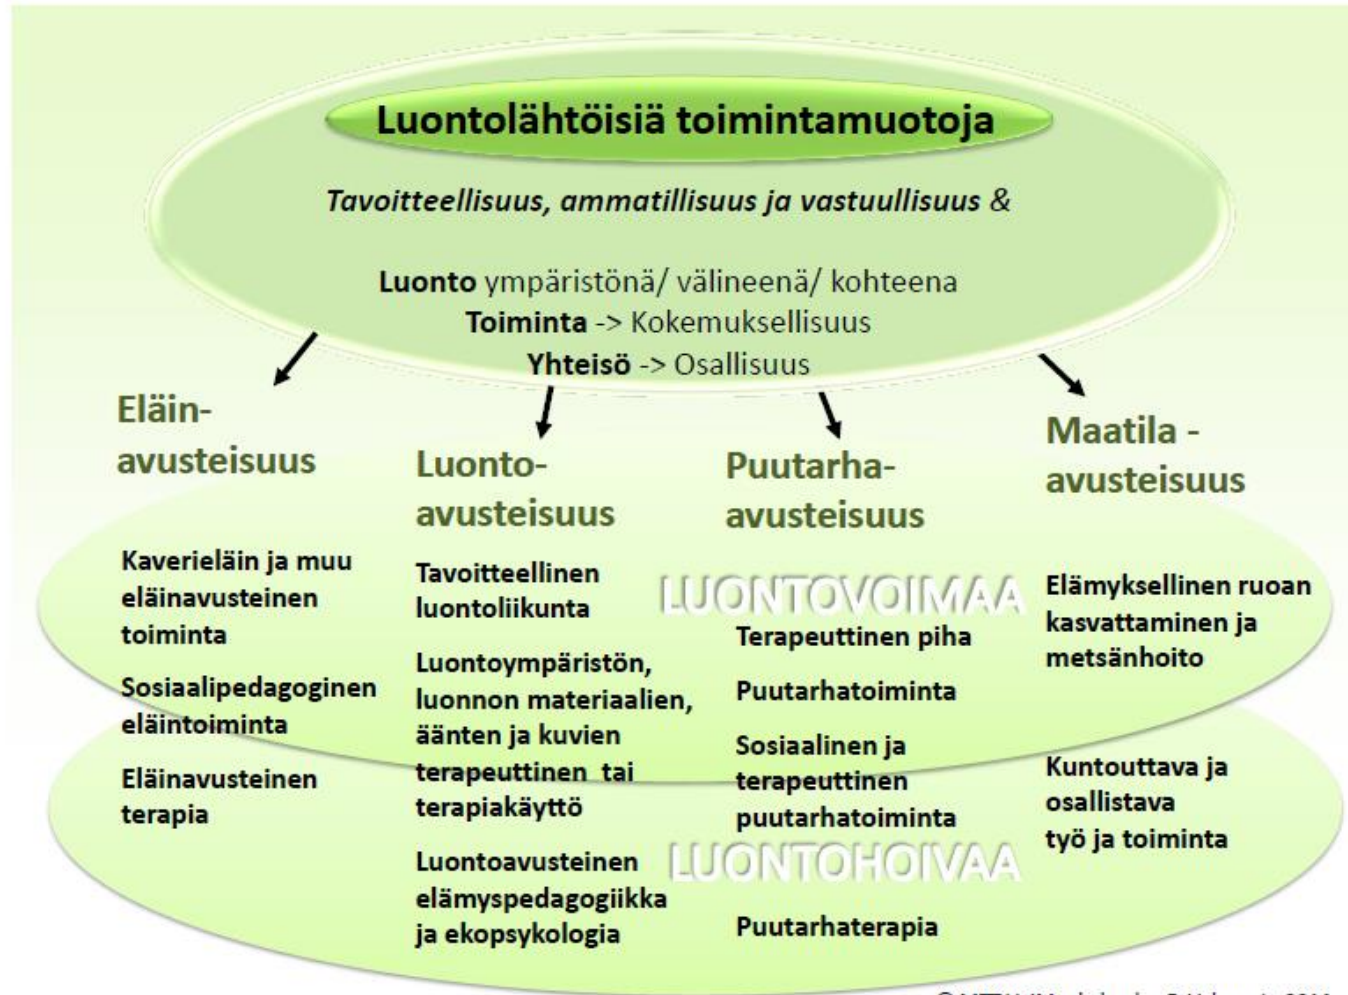 Luontolähtöisiä toimintamuotoja
Tavoitteellisuus, ammatillisuus ja vastuullisuus &
Luonto ympäristönä/ välineenä/ kohteena
Toiminta -> Kokemuksellisuus
Yhteisö -> Osallisuus
Eläin-
avusteisuus
Kaverieläin ja muu
eläinavusteinen
toiminta
Sosiaalipedagoginen
eläintoiminta
Eläinavusteinen
terapia
Luonto-
avusteisuus
Tavoitteellinen
luontoliikunta
Luontoympäristön,
luonnon materiaalien,
äänten ja kuvien
terapeuttinen tai
terapiakäyttö
Luontoavusteinen
elämyspedagogiikka
ja ekopsykologia
Puutarha-
avusteisuus
LUONTOVOIMAA
Terapeuttinen piha
Puutarhatoiminta
Sosiaalinen ja
terapeuttinen
puutarhatoiminta
LUONTOHOIVAA
Puutarhaterapia
Maatila -
avusteisuus
Elämyksellinen ruoan
kasvattaminen ja
metsänhoito
Kuntouttava ja
osallistava
työ ja toiminta